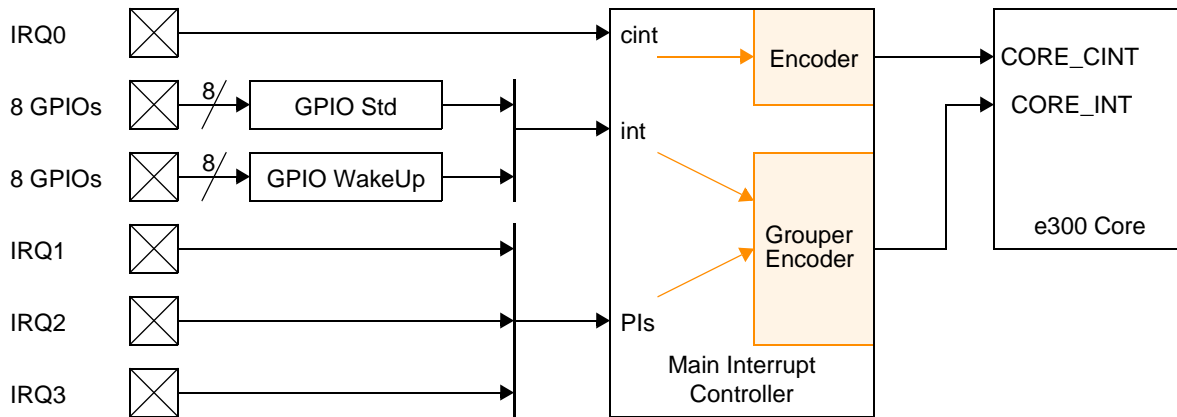 IRQ0
cint
Encoder
CORE_CINT
8 GPIOs
8
GPIO Std
CORE_INT
int
8 GPIOs
8
GPIO WakeUp
IRQ1
Grouper
Encoder
e300 Core
IRQ2
PIs
Main Interrupt
Controller
IRQ3